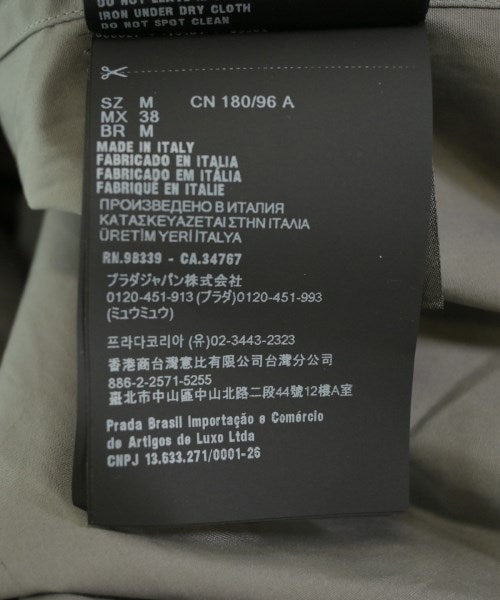 IRON UNDER DRY CLOTH
DO NOT SPOT CLEAN
SZ M CN 180/96 A
MX 38
BR M
MADE IN ITALY
FABRICADO EN ITALIA
FABRICADO EM ITÁLIA
FABRIQUÉ EN ITALIE
ПРОИЗВЕДЕНО В ИТАЛИЯ
ΚΑΤΑΣΚΕΥΑΖΕΤΑΙ ΣΤΗΝ ΙΤΑΛΙΑ
ÜRETİM YERİ İTALYA
RN.98339 - CA.34767
プラダジャパン株式会社
0120-451-913 (プラダ)0120-451-993
(ミュウミュウ)
프라다코리아 (유)02-3443-2323
香港商台灣意比有限公司台灣分公司
886-2-2571-5255
臺北市中山區中山北路二段44號12樓A室
Prada Brasil Importação e Comércio
de Artigos de Luxo Ltda
CNPJ 13.633.271/0001-26